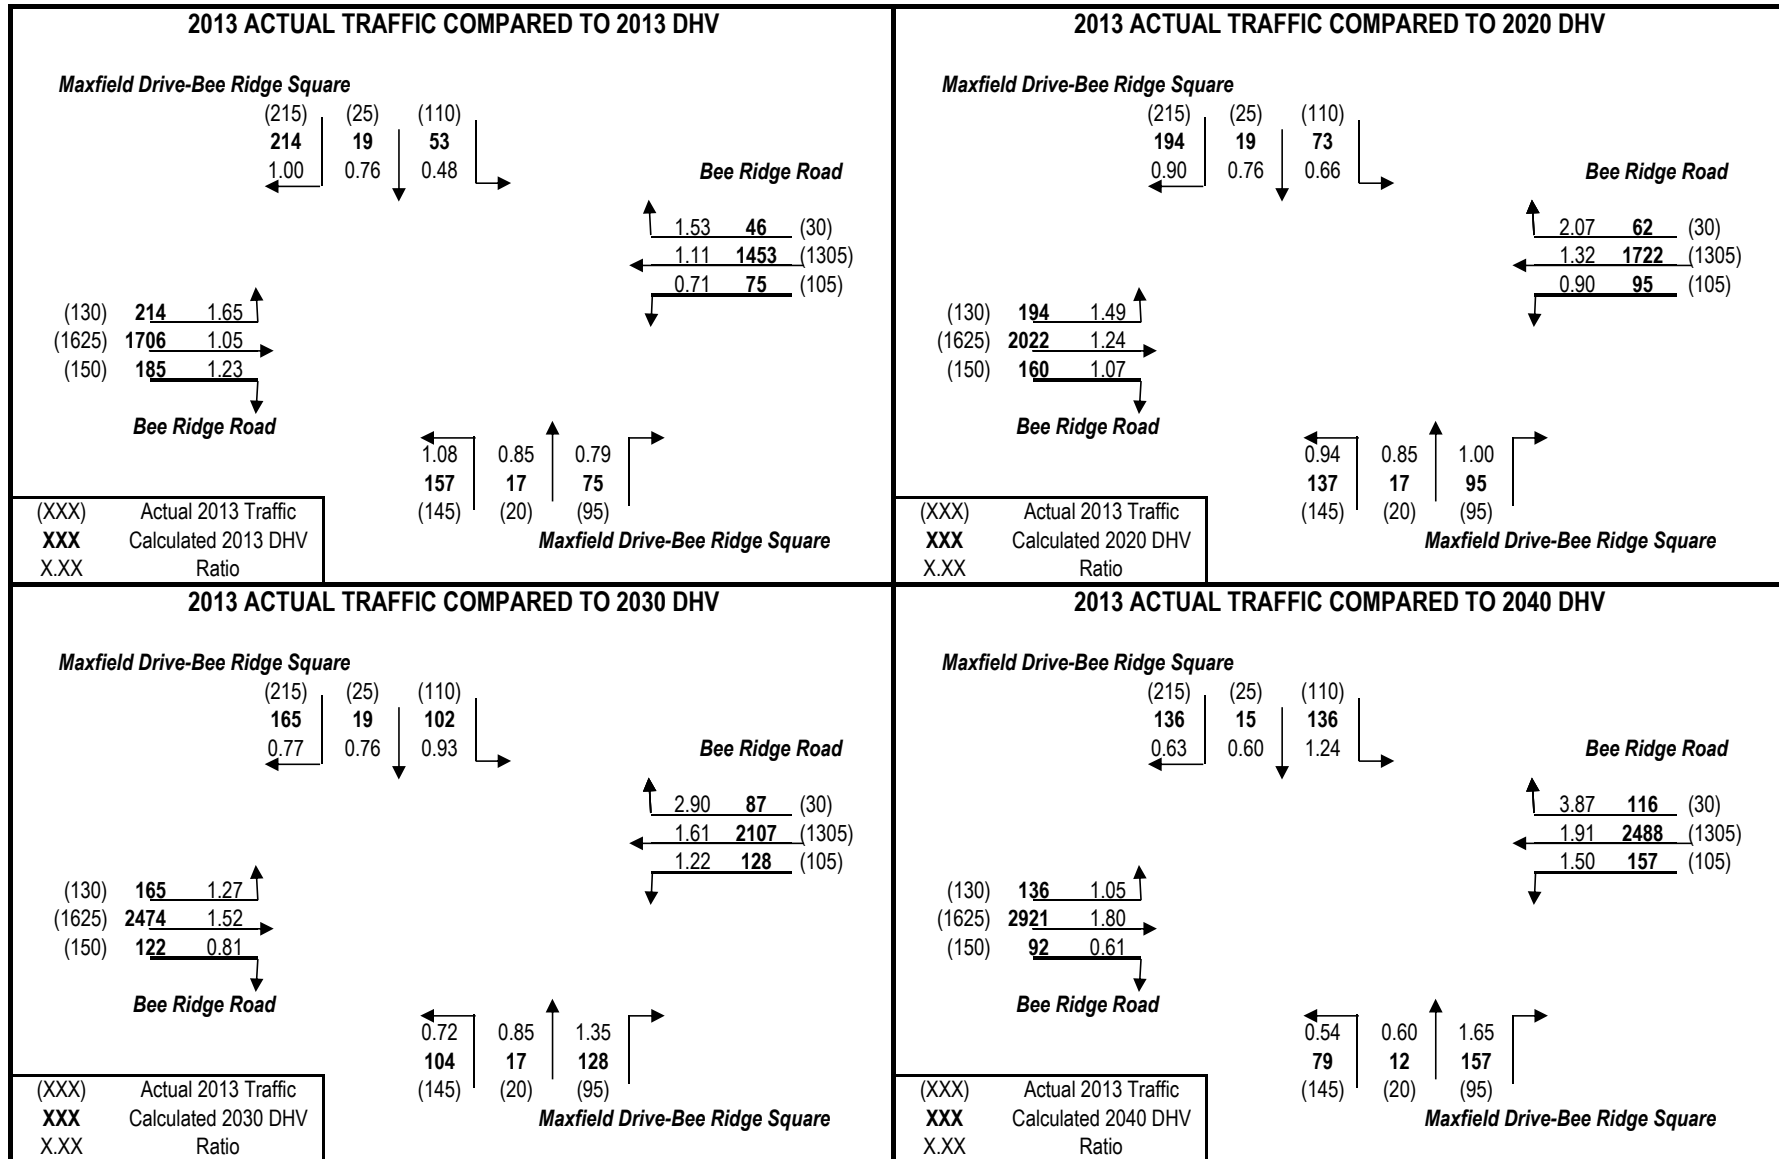 2013 ACTUAL TRAFFIC COMPARED TO 2013 DHV
Maxfield Drive-Bee Ridge Square
(215) (25) (110)
214 19 53
1.00 0.76 0.48
Bee Ridge Road
1.53 46 (30)
1.11 1453 (1305)
0.71 75 (105)
(130) 214 1.65
(1625) 1706 1.05
(150) 185 1.23
Bee Ridge Road
1.08 0.85 0.79
157 17 75
(145) (20) (95)
Maxfield Drive-Bee Ridge Square
(XXX) Actual 2013 Traffic
XXX Calculated 2013 DHV
X.XX Ratio
2013 ACTUAL TRAFFIC COMPARED TO 2020 DHV
Maxfield Drive-Bee Ridge Square
(215) (25) (110)
194 19 73
0.90 0.76 0.66
Bee Ridge Road
2.07 62 (30)
1.32 1722 (1305)
0.90 95 (105)
(130) 194 1.49
(1625) 2022 1.24
(150) 160 1.07
Bee Ridge Road
0.94 0.85 1.00
137 17 95
(145) (20) (95)
Maxfield Drive-Bee Ridge Square
(XXX) Actual 2013 Traffic
XXX Calculated 2020 DHV
X.XX Ratio
2013 ACTUAL TRAFFIC COMPARED TO 2030 DHV
Maxfield Drive-Bee Ridge Square
(215) (25) (110)
165 19 102
0.77 0.76 0.93
Bee Ridge Road
2.90 87 (30)
1.61 2107 (1305)
1.22 128 (105)
(130) 165 1.27
(1625) 2474 1.52
(150) 122 0.81
Bee Ridge Road
0.72 0.85 1.35
104 17 128
(145) (20) (95)
Maxfield Drive-Bee Ridge Square
(XXX) Actual 2013 Traffic
XXX Calculated 2030 DHV
X.XX Ratio
2013 ACTUAL TRAFFIC COMPARED TO 2040 DHV
Maxfield Drive-Bee Ridge Square
(215) (25) (110)
136 15 136
0.63 0.60 1.24
Bee Ridge Road
3.87 116 (30)
1.91 2488 (1305)
1.50 157 (105)
(130) 136 1.05
(1625) 2921 1.80
(150) 92 0.61
Bee Ridge Road
0.54 0.60 1.65
79 12 157
(145) (20) (95)
Maxfield Drive-Bee Ridge Square
(XXX) Actual 2013 Traffic
XXX Calculated 2040 DHV
X.XX Ratio